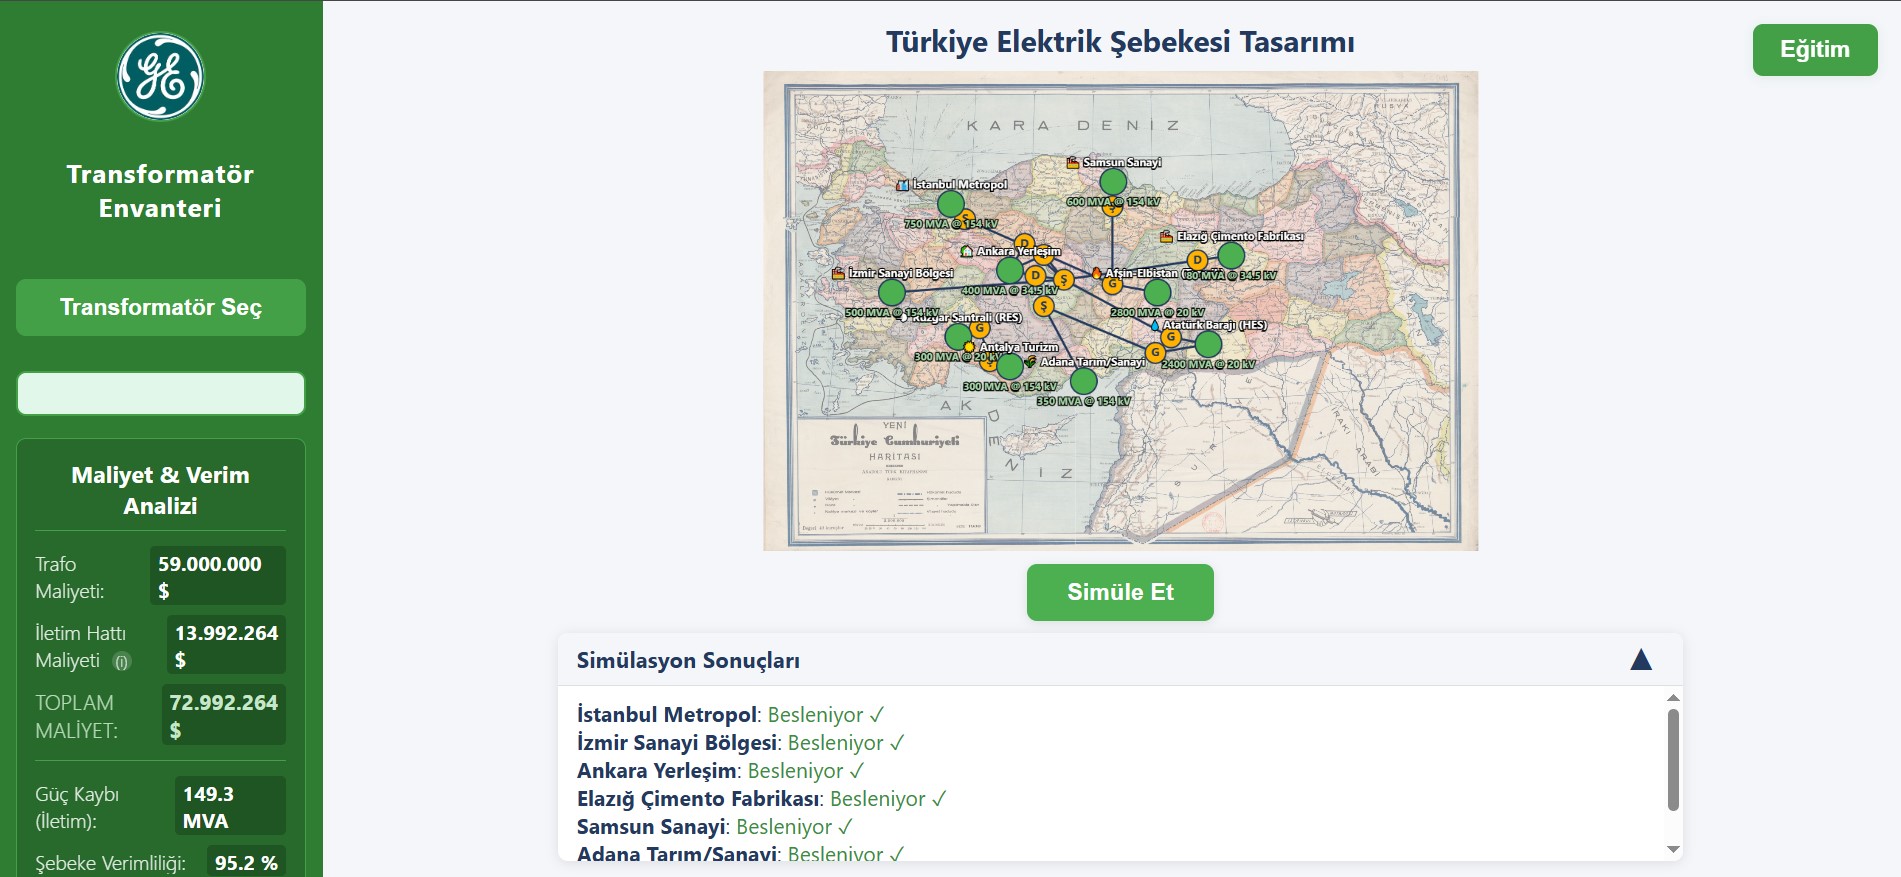 GE
Transformatör
Envanteri
Transformatör Seç
Maliyet & Verim
Analizi
Trafo
Maliyeti:
59.000.000
$
İletim Hattı
Maliyeti (i)
13.992.264
$
TOPLAM
MALİYET:
72.992.264
$
Güç Kaybı
(İletim):
149.3
MVA
Şebeke Verimliliği:
95.2 %
Türkiye Elektrik Şebekesi Tasarımı
Eğitim
KARA DENİZ
Samsun Sanayi
Ş
600 MVA @ 154 kV
İstanbul Metropol
Ş
750 MVA @ 154 kV
Elazığ Çimento Fabrikası
D
80 MVA @ 34.5 kV
D
Ankara Yerleşim
D
Ş
400 MVA @ 34.5 kV
İzmir Sanayi Bölgesi
500 MVA @ 154 kV
Afşin-Elbistan
G
2800 MVA @ 20 kV
Ş
Rüzgar Santrali (RES)
G
300 MVA @ 20 kV
Atatürk Barajı (HES)
G
G
2400 MVA @ 20 kV
Antalya Turizm
Ş
300 MVA @ 154 kV
Adana Tarım/Sanayi
350 MVA @ 154 kV
AKDENİZ
YENİ
Türkiye Cumhuriyeti
HARİTASI
Simüle Et
Simülasyon Sonuçları
▲
İstanbul Metropol: Besleniyor ✓
İzmir Sanayi Bölgesi: Besleniyor ✓
Ankara Yerleşim: Besleniyor ✓
Elazığ Çimento Fabrikası: Besleniyor ✓
Samsun Sanayi: Besleniyor ✓
Adana Tarım/Sanayi: Besleniyor ✓